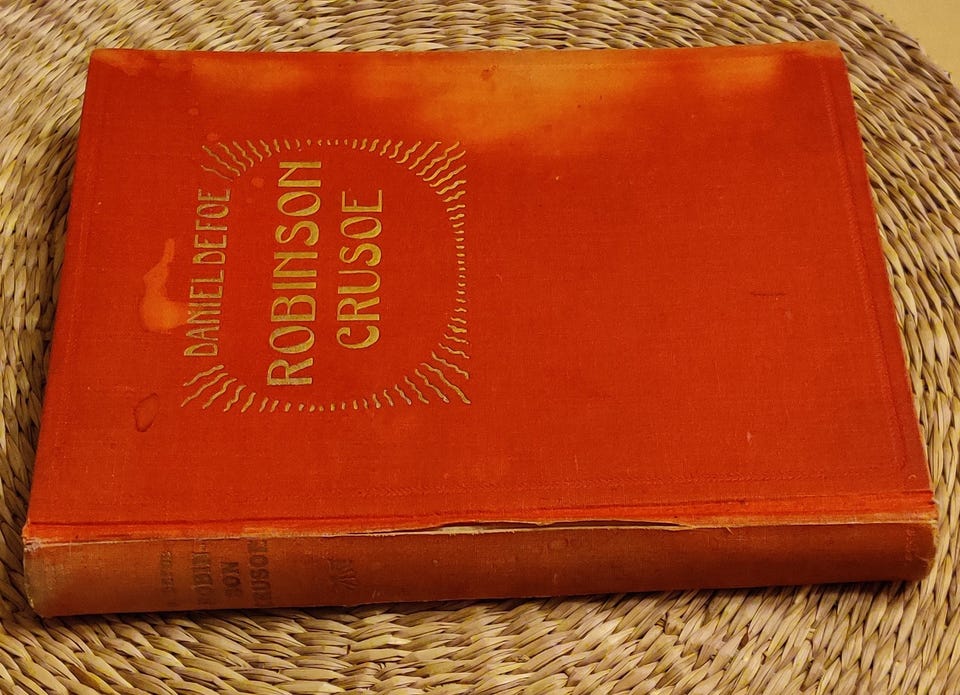 DANIEL DEFOE
ROBINSON
CRUSOE
ROBIN-
SON
CRUSOE